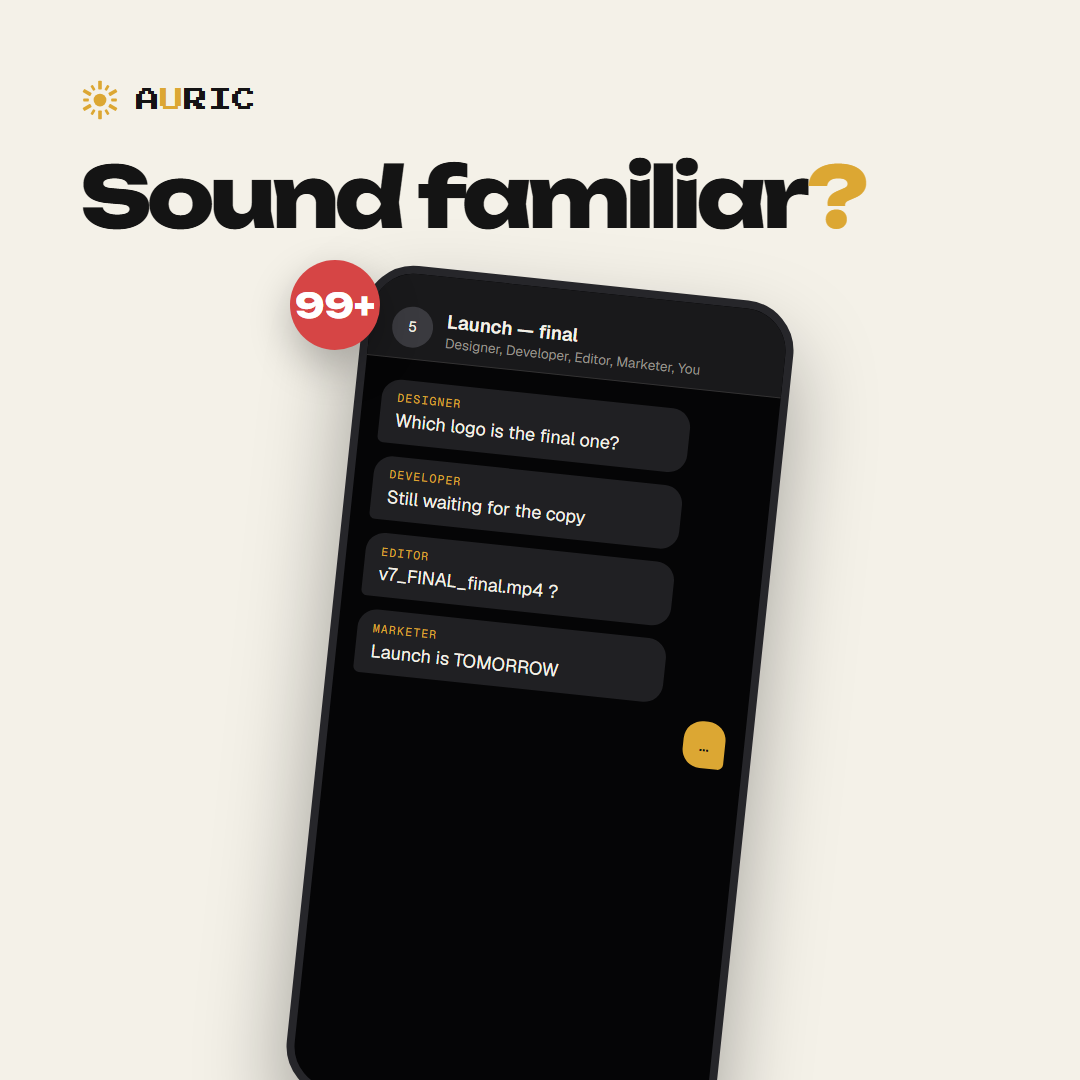 AURIC
Sound familiar?
99+
5
Launch — final
Designer, Developer, Editor, Marketer, You
DESIGNER
Which logo is the final one?
DEVELOPER
Still waiting for the copy
EDITOR
v7_FINAL_final.mp4 ?
MARKETER
Launch is TOMORROW
...